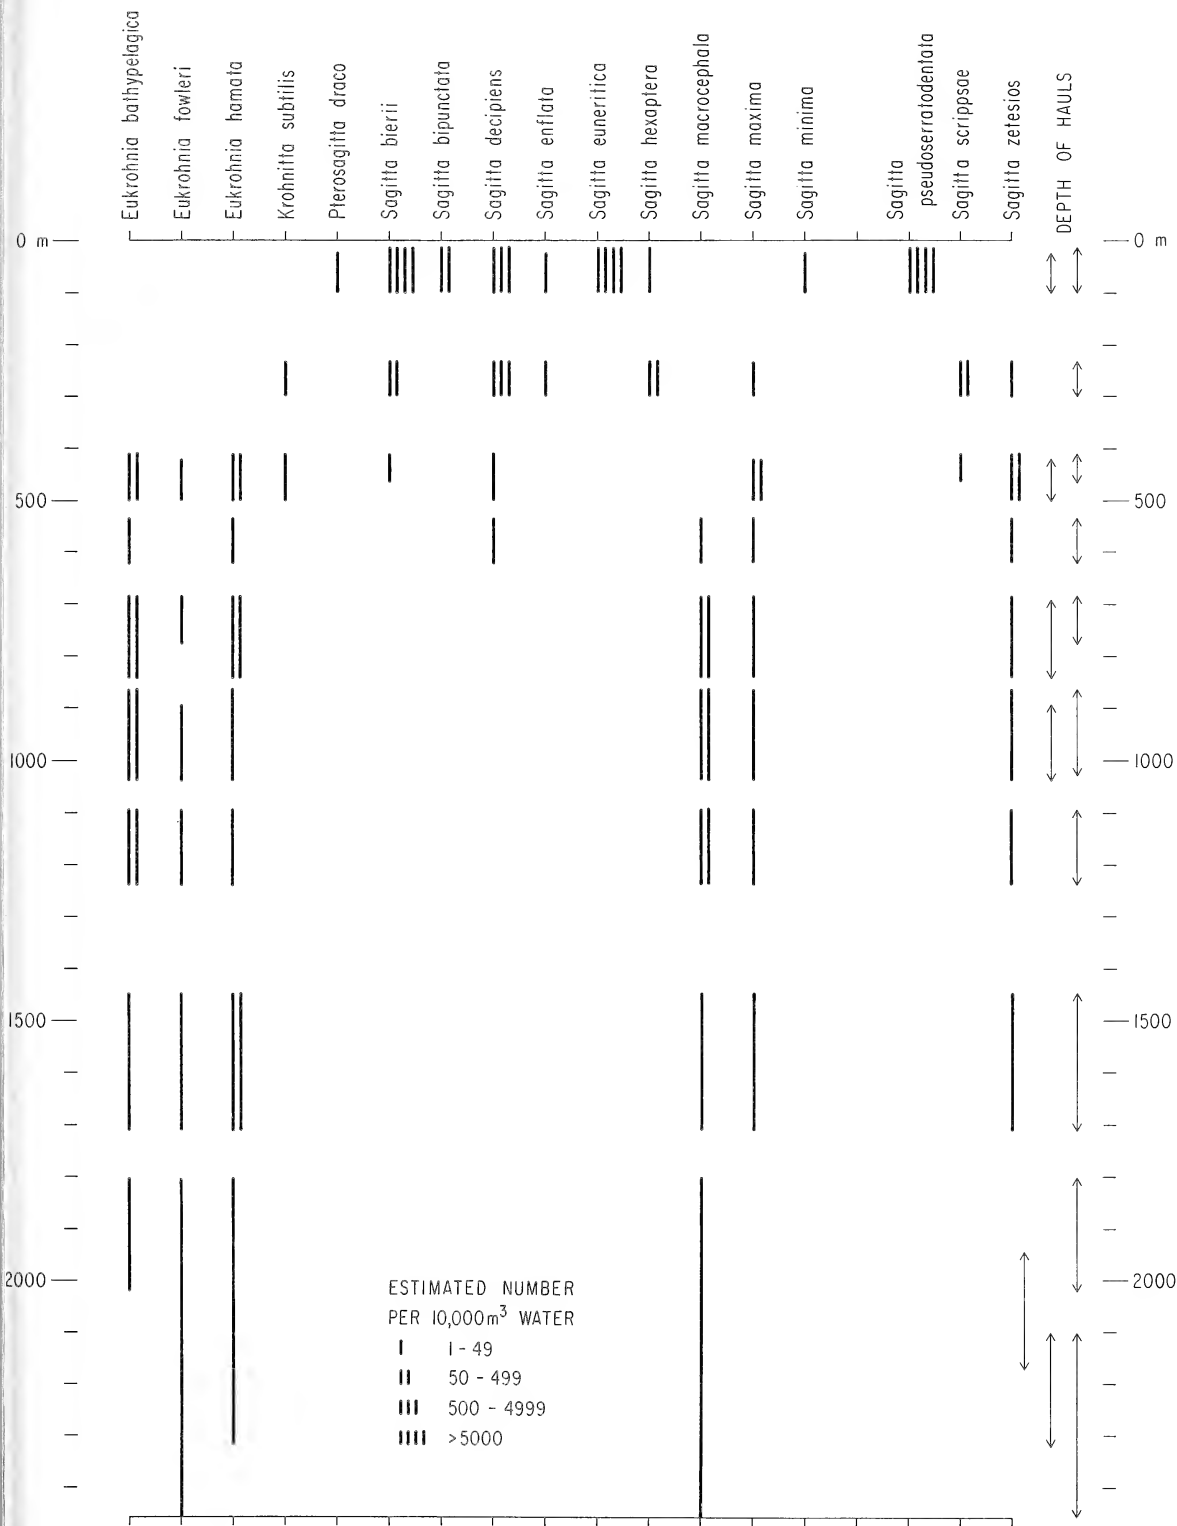 Eukrohnia bathypelagica
Eukrohnia fowleri
Eukrohnia hamata
Krohnitta subtilis
Pterosagitta draco
Sagitta bierii
Sagitta bipunctata
Sagitta decipiens
Sagitta enflata
Sagitta euneritica
Sagitta hexaptera
Sagitta macrocephala
Sagitta maxima
Sagitta minima
Sagitta
pseudoserratodentata
Sagitta scrippsae
Sagitta zetesios
DEPTH OF HAULS
0 m
0 m
500
500
1000
1000
1500
1500
2000
2000
ESTIMATED NUMBER
PER 10,000m³ WATER
1 - 49
50 - 499
500 - 4999
>5000